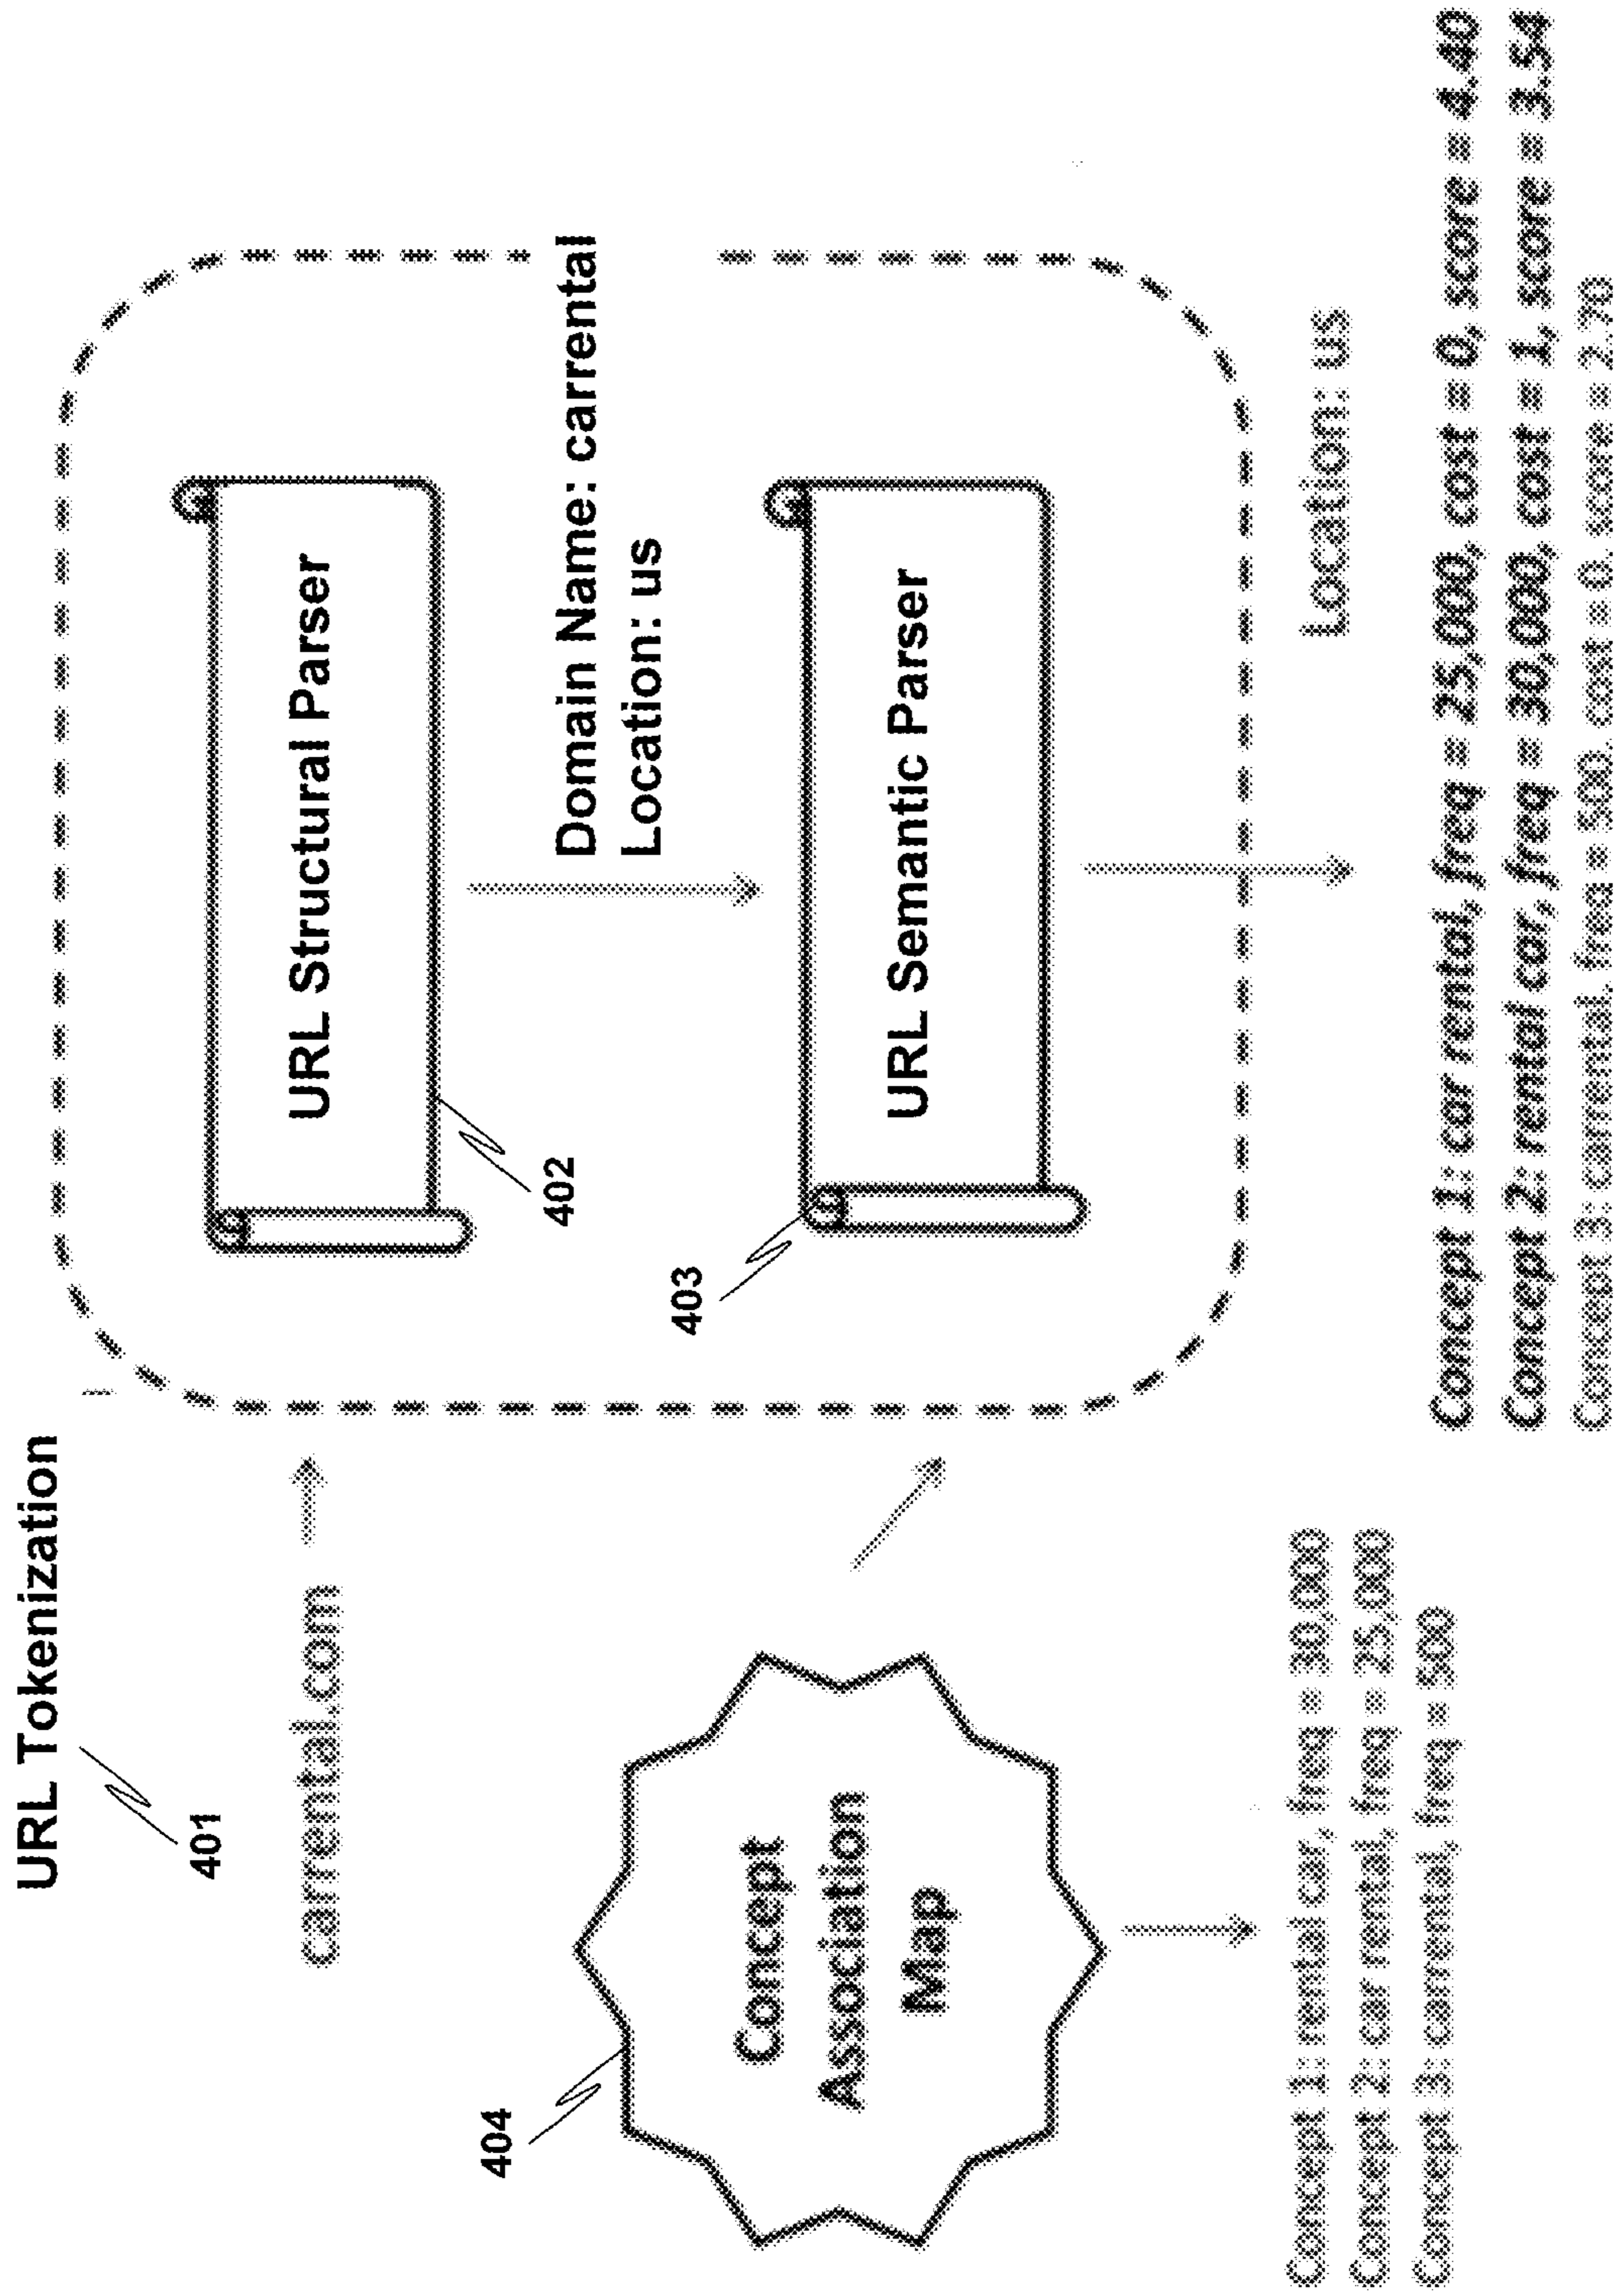 URL Tokenization
401
carrental.com
URL Structural Parser
402
Domain Name: carrental
Location: us
URL Semantic Parser
403
404
Concept
Association
Map
Concept 1: rental car, freq = 30,000
Concept 2: car rental, freq = 25,000
Concept 3: carrental, freq = 500
Location: us
Concept 1: car rental, freq = 25,000, cost = 0, score = 4.40
Concept 2: rental car, freq = 30,000, cost = 1, score = 3.54
Concept 3: carrental, freq = 500, cost = 0, score = 2.70